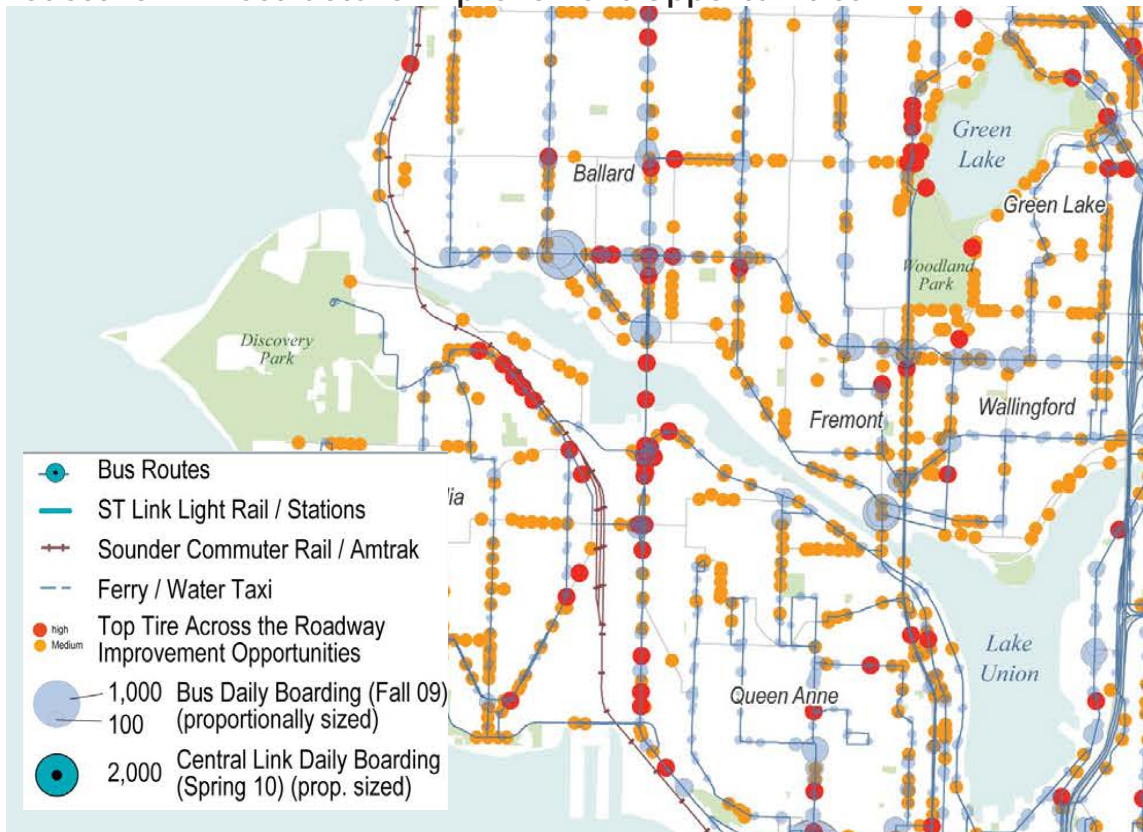 Green
Lake
Ballard
Green Lake
Woodland
Park
Discovery
Park
Fremont
Wallingford
lia
Lake
Union
Queen Anne
Bus Routes
ST Link Light Rail / Stations
Sounder Commuter Rail / Amtrak
Ferry / Water Taxi
high
Medium
Top Tire Across the Roadway
Improvement Opportunities
1,000
100
Bus Daily Boarding (Fall 09)
(proportionally sized)
2,000
Central Link Daily Boarding
(Spring 10) (prop. sized)